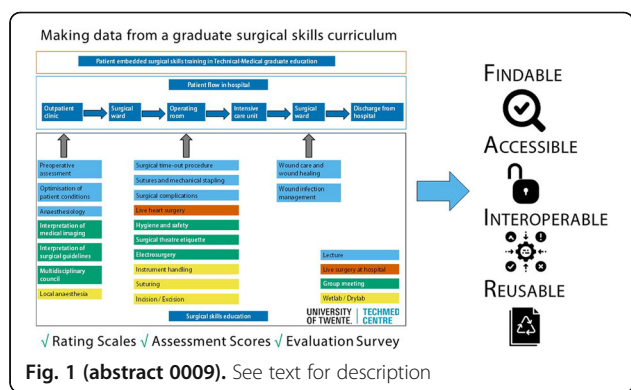 Making data from a graduate surgical skills curriculum
Patient embedded surgical skills training in Technical-Medical graduate education
Patient flow in hospital
Outpatient
clinic
Surgical
ward
Operating
room
Intensive
care unit
Surgical
ward
Discharge from
hospital
Preoperative
assessment
Optimisation of
patient conditions
Anaesthesiology
Interpretation of
medical imaging
Interpretation of
surgical guidelines
Multidisciplinary
council
Local anaesthesia
Surgical time-out procedure
Sutures and mechanical stapling
Surgical complications
Live heart surgery
Hygiene and safety
Surgical theatre etiquette
Electrosurgery
Instrument handling
Suturing
Incision / Excision
Wound care and
wound healing
Wound infection
management
Lecture
Live surgery at hospital
Group meeting
Wetlab / Drylab
Surgical skills education
UNIVERSITY
OF TWENTE.
TECHMED
CENTRE
√ Rating Scales √ Assessment Scores √ Evaluation Survey
FINDABLE
ACCESSIBLE
INTEROPERABLE
REUSABLE
Fig. 1 (abstract 0009). See text for description